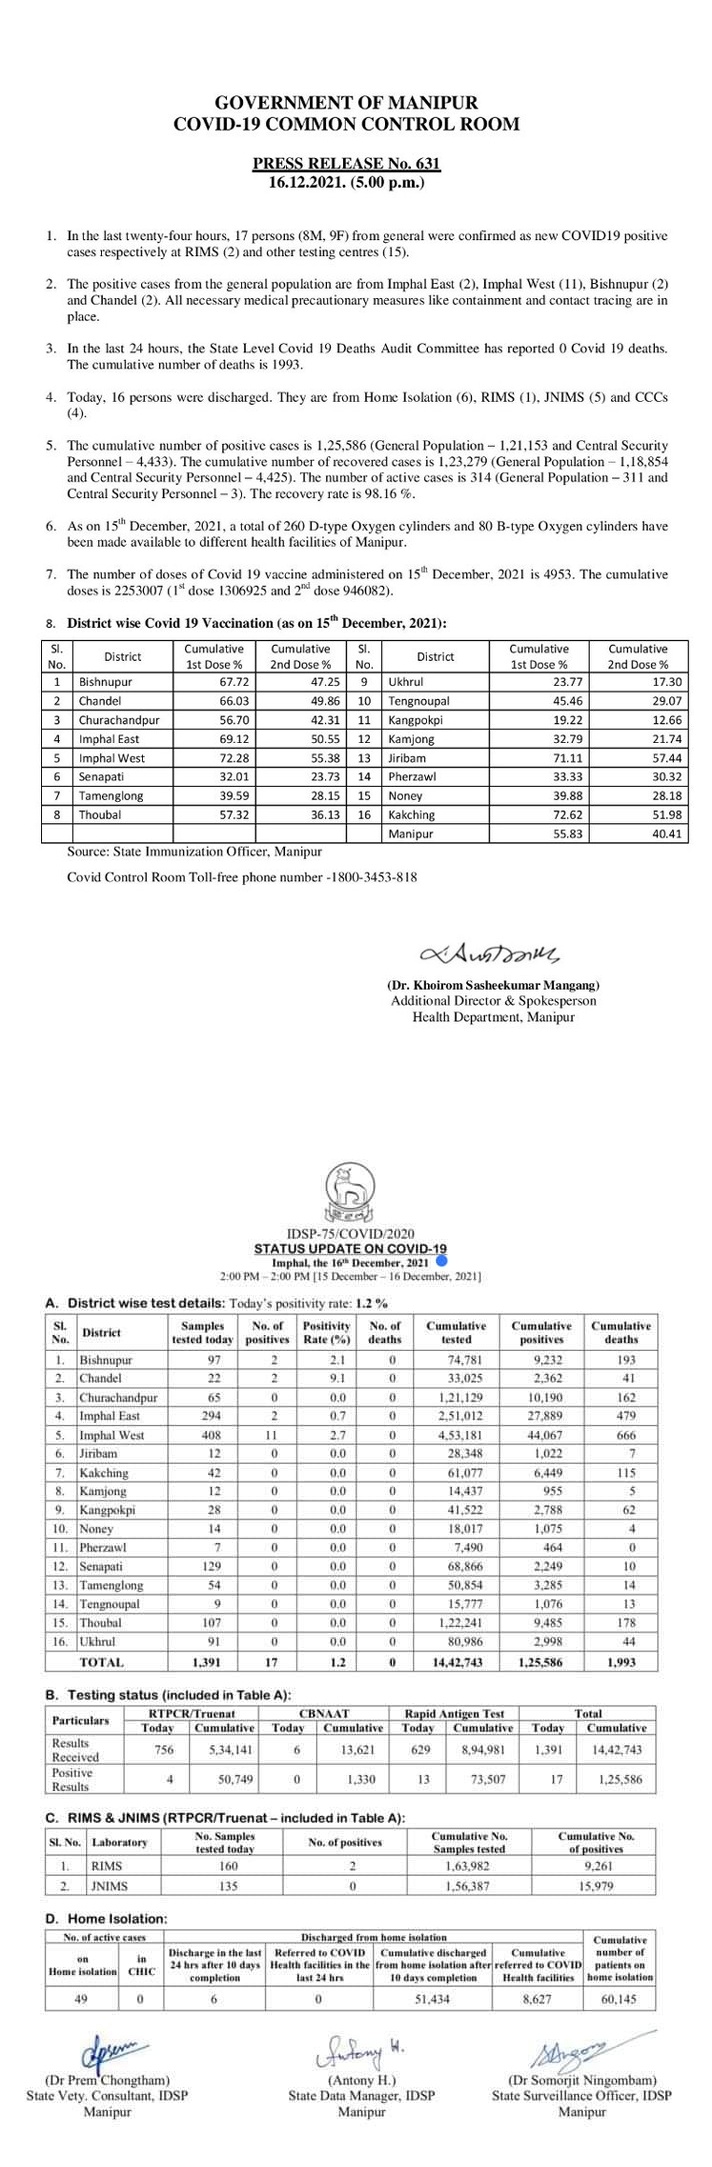 GOVERNMENT OF MANIPUR
COVID-19 COMMON CONTROL ROOM
PRESS RELEASE No. 631
16.12.2021. (5.00 p.m.)
1. In the last twenty-four hours, 17 persons (8M, 9F) from general were confirmed as new COVID19 positive
cases respectively at RIMS (2) and other testing centres (15).
2. The positive cases from the general population are from Imphal East (2), Imphal West (11), Bishnupur (2)
and Chandel (2). All necessary medical precautionary measures like containment and contact tracing are in
place.
3. In the last 24 hours, the State Level Covid 19 Deaths Audit Committee has reported 0 Covid 19 deaths.
The cumulative number of deaths is 1993.
4. Today, 16 persons were discharged. They are from Home Isolation (6), RIMS (1), JNIMS (5) and CCCs
(4).
5. The cumulative number of positive cases is 1,25,586 (General Population – 1,21,153 and Central Security
Personnel – 4,433). The cumulative number of recovered cases is 1,23,279 (General Population – 1,18,854
and Central Security Personnel – 4,425). The number of active cases is 314 (General Population – 311 and
Central Security Personnel – 3). The recovery rate is 98.16 %.
6. As on 15th December, 2021, a total of 260 D-type Oxygen cylinders and 80 B-type Oxygen cylinders have
been made available to different health facilities of Manipur.
7. The number of doses of Covid 19 vaccine administered on 15th December, 2021 is 4953. The cumulative
doses is 2253007 (1st dose 1306925 and 2nd dose 946082).
8. District wise Covid 19 Vaccination (as on 15th December, 2021):
Sl. No. District Cumulative 1st Dose % Cumulative 2nd Dose % Sl. No. District Cumulative 1st Dose % Cumulative 2nd Dose %
1 Bishnupur 67.72 47.25 9 Ukhrul 23.77 17.30
2 Chandel 66.03 49.86 10 Tengnoupal 45.46 29.07
3 Churachandpur 56.70 42.31 11 Kangpokpi 19.22 12.66
4 Imphal East 69.12 50.55 12 Kamjong 32.79 21.74
5 Imphal West 72.28 55.38 13 Jiribam 71.11 57.44
6 Senapati 32.01 23.73 14 Pherzawl 33.33 30.32
7 Tamenglong 39.59 28.15 15 Noney 39.88 28.18
8 Thoubal 57.32 36.13 16 Kakching 72.62 51.98
Manipur 55.83 40.41
Source: State Immunization Officer, Manipur
Covid Control Room Toll-free phone number -1800-3453-818
(Dr. Khoirom Sasheekumar Mangang)
Additional Director & Spokesperson
Health Department, Manipur
IDSP-75/COVID/2020
STATUS UPDATE ON COVID-19
Imphal, the 16th December, 2021
2:00 PM – 2:00 PM [15 December – 16 December, 2021]
A. District wise test details: Today's positivity rate: 1.2 %
Sl. No. District Samples tested today No. of positives Positivity Rate (%) No. of deaths Cumulative tested Cumulative positives Cumulative deaths
1. Bishnupur 97 2 2.1 0 74,781 9,232 193
2. Chandel 22 2 9.1 0 33,025 2,362 41
3. Churachandpur 65 0 0.0 0 1,21,129 10,190 162
4. Imphal East 294 2 0.7 0 2,51,012 27,889 479
5. Imphal West 408 11 2.7 0 4,53,181 44,067 666
6. Jiribam 12 0 0.0 0 28,348 1,022 7
7. Kakching 42 0 0.0 0 61,077 6,449 115
8. Kamjong 12 0 0.0 0 14,437 955 5
9. Kangpokpi 28 0 0.0 0 41,522 2,788 62
10. Noney 14 0 0.0 0 18,017 1,075 4
11. Pherzawl 7 0 0.0 0 7,490 464 0
12. Senapati 129 0 0.0 0 68,866 2,249 10
13. Tamenglong 54 0 0.0 0 50,854 3,285 14
14. Tengnoupal 9 0 0.0 0 15,777 1,076 13
15. Thoubal 107 0 0.0 0 1,22,241 9,485 178
16. Ukhrul 91 0 0.0 0 80,986 2,998 44
TOTAL 1,391 17 1.2 0 14,42,743 1,25,586 1,993
B. Testing status (included in Table A):
Particulars RTPCR/Truenat CBNAAT Rapid Antigen Test Total
Today Cumulative Today Cumulative Today Cumulative Today Cumulative
Results Received 756 5,34,141 6 13,621 629 8,94,981 1,391 14,42,743
Positive Results 4 50,749 0 1,330 13 73,507 17 1,25,586
C. RIMS & JNIMS (RTPCR/Truenat – included in Table A):
Sl. No. Laboratory No. Samples tested today No. of positives Cumulative No. Samples tested Cumulative No. of positives
1. RIMS 160 2 1,63,982 9,261
2. JNIMS 135 0 1,56,387 15,979
D. Home Isolation:
No. of active cases Discharged from home isolation Cumulative number of patients on home isolation
on Home isolation in CHIC Discharge in the last 24 hrs after 10 days completion Referred to COVID Health facilities in the last 24 hrs Cumulative discharged from home isolation after 10 days completion Cumulative referred to COVID Health facilities
49 0 6 0 51,434 8,627 60,145
Antony H.
(Dr Prem Chongtham) (Antony H.) (Dr Somorjit Ningombam)
State Vety. Consultant, IDSP State Data Manager, IDSP State Surveillance Officer, IDSP
Manipur Manipur Manipur